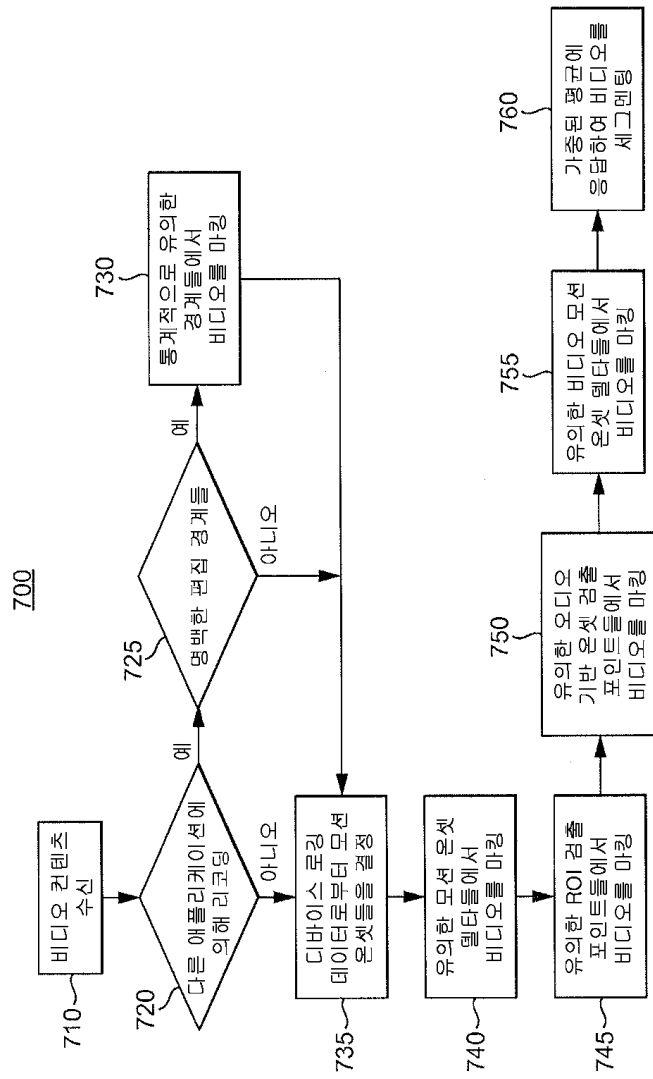 700
비디오 컨텐츠
수신
710
다른 애플리케이션에
의해 리코딩
720
예
아니오
명백한 편집 경계들
725
예
아니오
통계적으로 유의한
경계들에서
비디오를 마킹
730
디바이스 로깅
데이터로부터 모션
온셋들을 결정
735
유의한 모션 온셋
델타들에서
비디오를 마킹
740
유의한 ROI 검출
포인트들에서
비디오를 마킹
745
유의한 오디오
기반 온셋 검출
포인트들에서
비디오를 마킹
750
유의한 비디오 모션
온셋 델타들에서
비디오를 마킹
755
가중된 평균에
응답하여 비디오를
세그멘팅
760